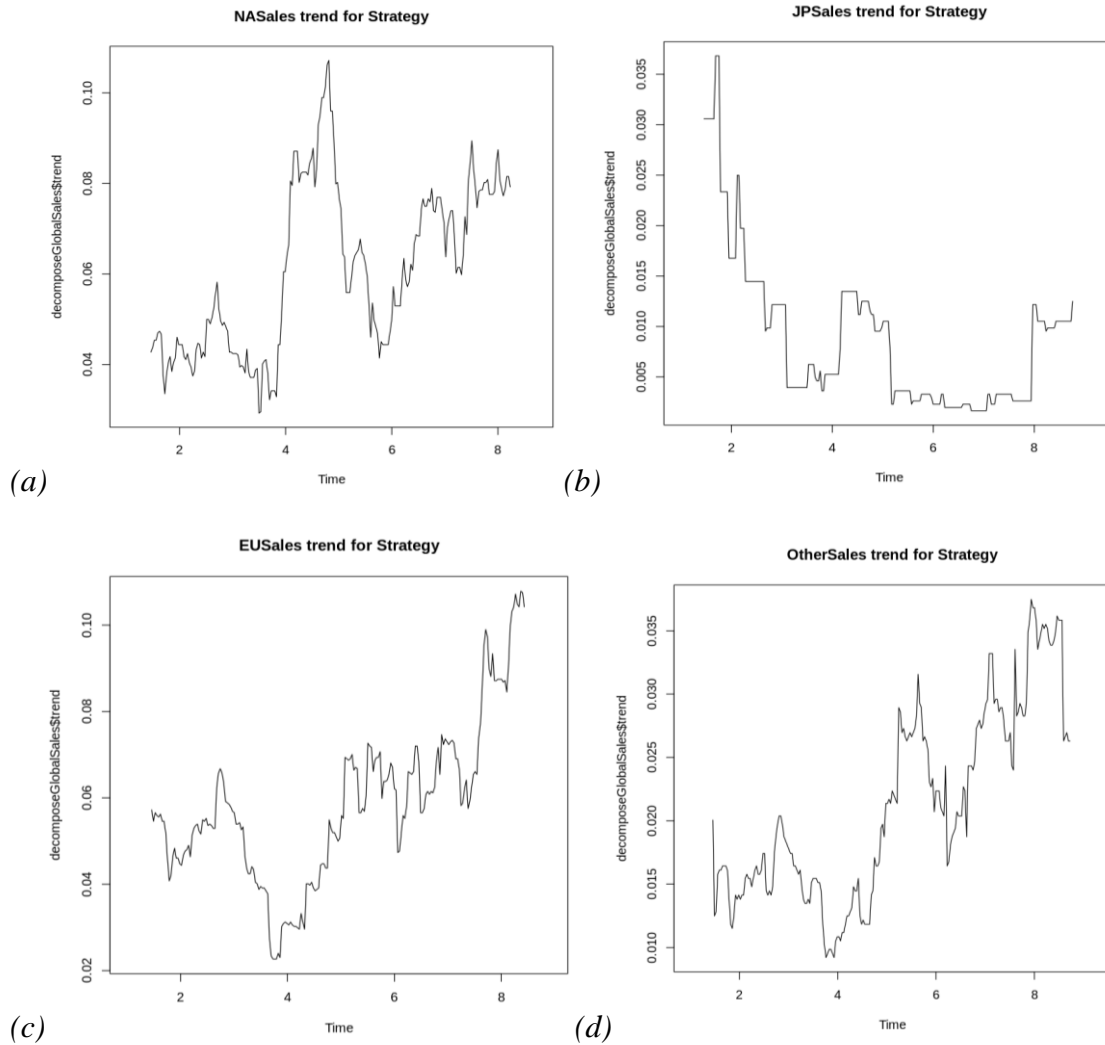 NASales trend for Strategy
decomposeGlobalSales$trend
0.10
0.08
0.06
0.04
2 4 6 8
Time
(a)
JPSales trend for Strategy
decomposeGlobalSales$trend
0.035
0.030
0.025
0.020
0.015
0.010
0.005
2 4 6 8
Time
(b)
EUSales trend for Strategy
decomposeGlobalSales$trend
0.10
0.08
0.06
0.04
0.02
2 4 6 8
Time
(c)
OtherSales trend for Strategy
decomposeGlobalSales$trend
0.035
0.030
0.025
0.020
0.015
0.010
2 4 6 8
Time
(d)